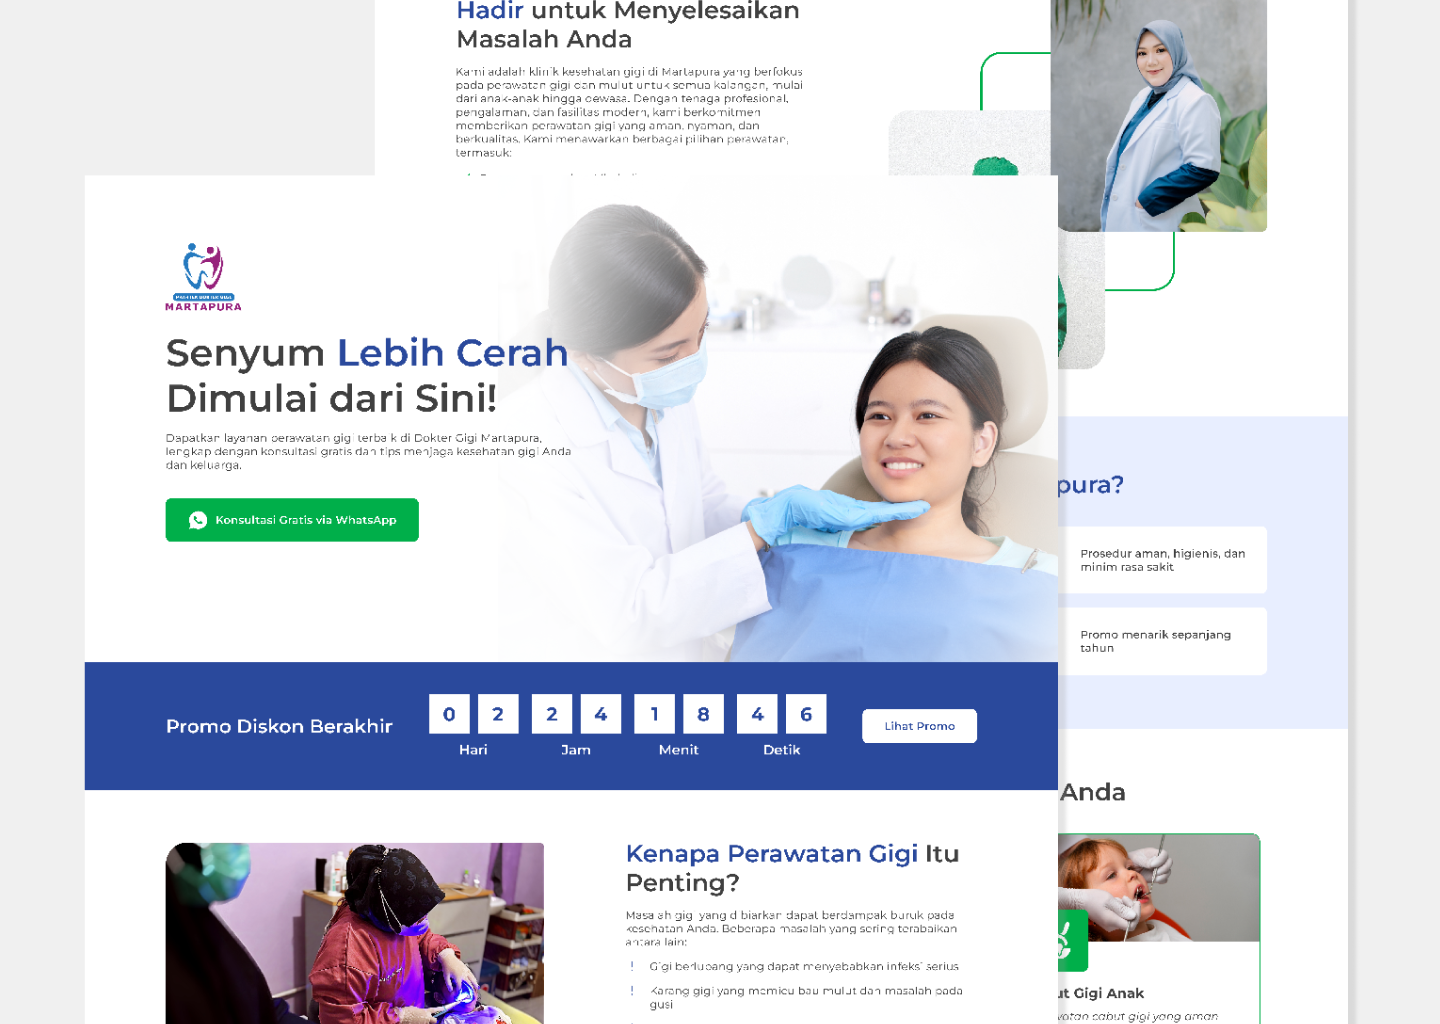 Hadir untuk Menyelesaikan
Masalah Anda
Kami adalah klinik kesehatan gigi di Martapura yang berfokus
pada perawatan gigi dan mulut untuk semua kalangan, mulai
dari anak-anak hingga dewasa. Dengan tenaga profesional,
pengalaman, dan fasilitas modern, kami berkomitmen
memberikan perawatan gigi yang aman, nyaman, dan
berkualitas. Kami menawarkan berbagai pilihan perawatan,
termasuk:
MARTAPURA
Senyum Lebih Cerah
Dimulai dari Sini!
Dapatkan layanan perawatan gigi terbaik di Dokter Gigi Martapura,
lengkap dengan konsultasi gratis dan tips menjaga kesehatan gigi Anda
dan keluarga.
Konsultasi Gratis via WhatsApp
pura?
Prosedur aman, higienis, dan
minim rasa sakit
Promo menarik sepanjang
tahun
Promo Diskon Berakhir
0 2 2 4 1 8 4 6
Hari Jam Menit Detik
Lihat Promo
Anda
Kenapa Perawatan Gigi Itu
Penting?
Masalah gigi yang dibiarkan dapat berdampak buruk pada
kesehatan Anda. Beberapa masalah yang sering terabaikan
antara lain:
! Gigi berlubang yang dapat menyebabkan infeksi serius
! Karang gigi yang memicu bau mulut dan masalah pada
gusi
ut Gigi Anak
watan cabut gigi yang aman